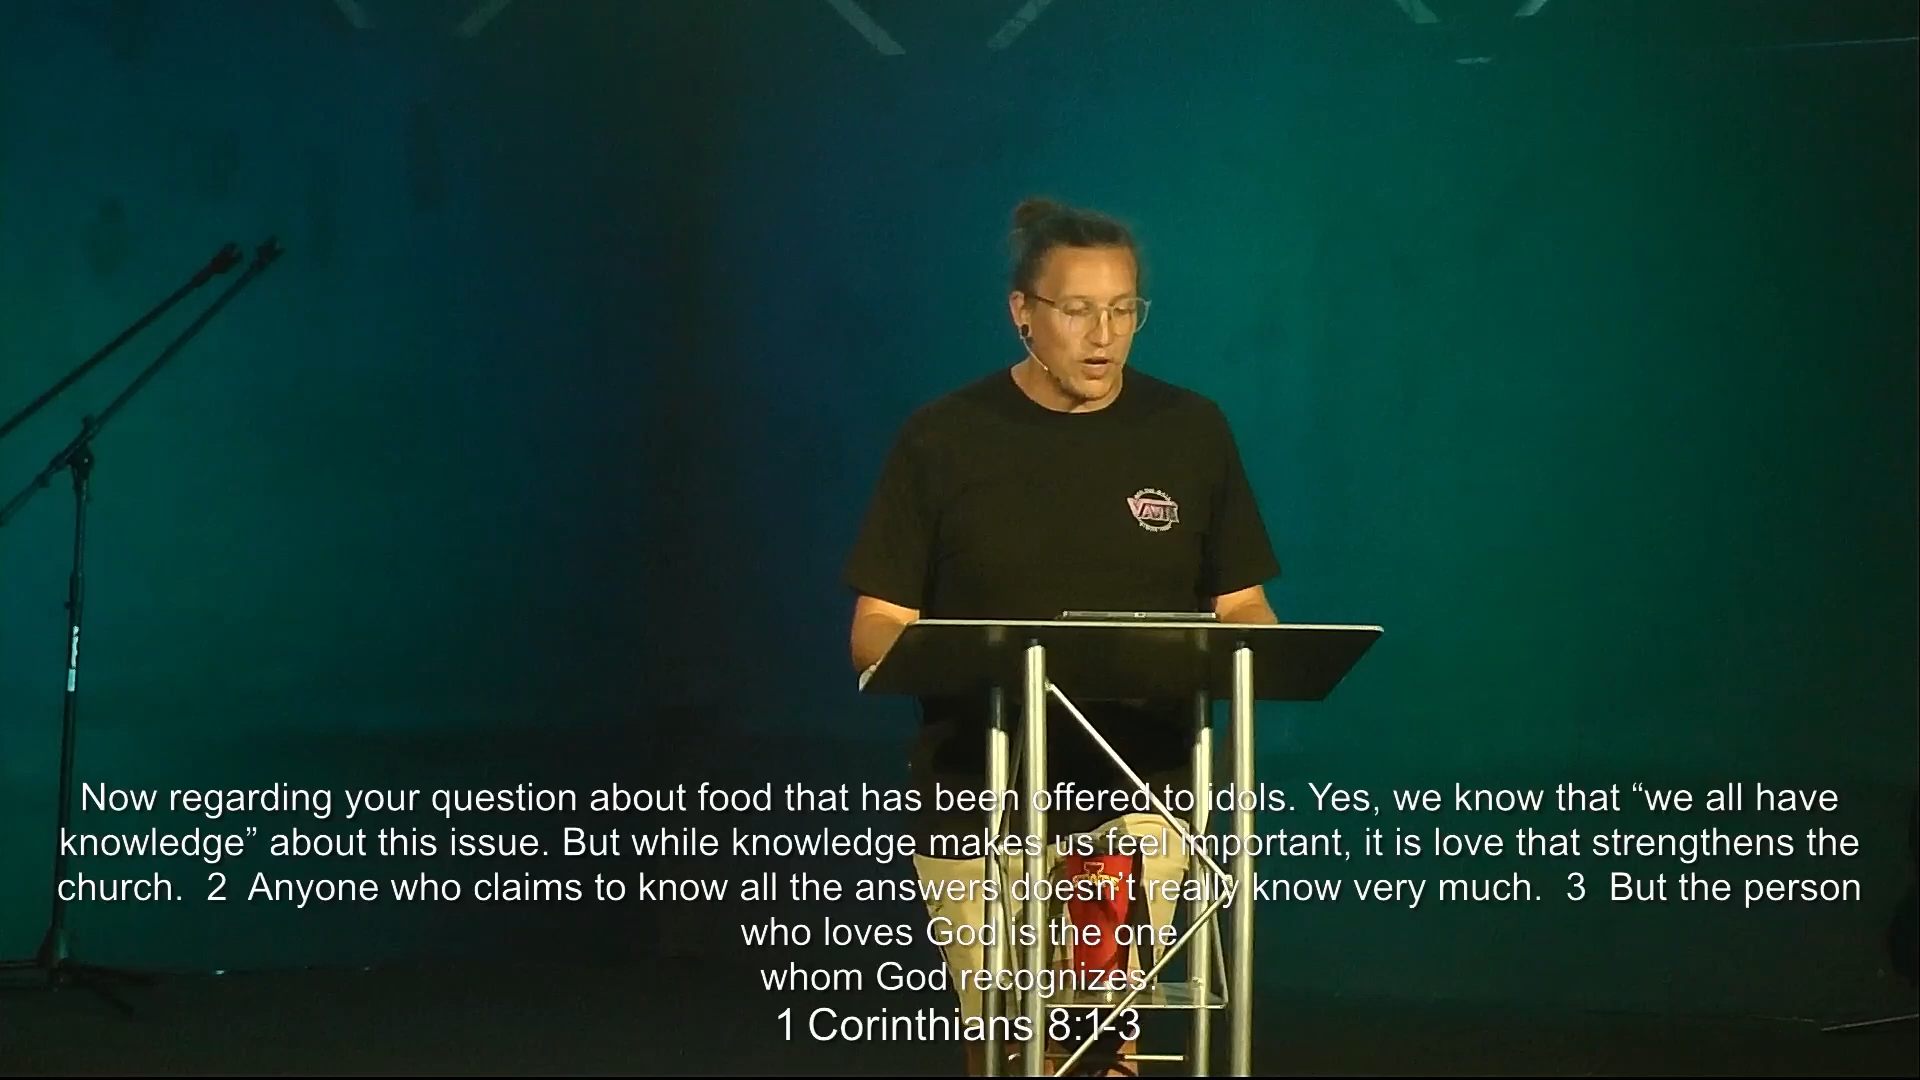 VANS
Now regarding your question about food that has been offered to idols. Yes, we know that “we all have
knowledge” about this issue. But while knowledge makes us feel important, it is love that strengthens the
church.  2  Anyone who claims to know all the answers doesn’t really know very much.  3  But the person
who loves God is the one
whom God recognizes.
1 Corinthians 8:1-3